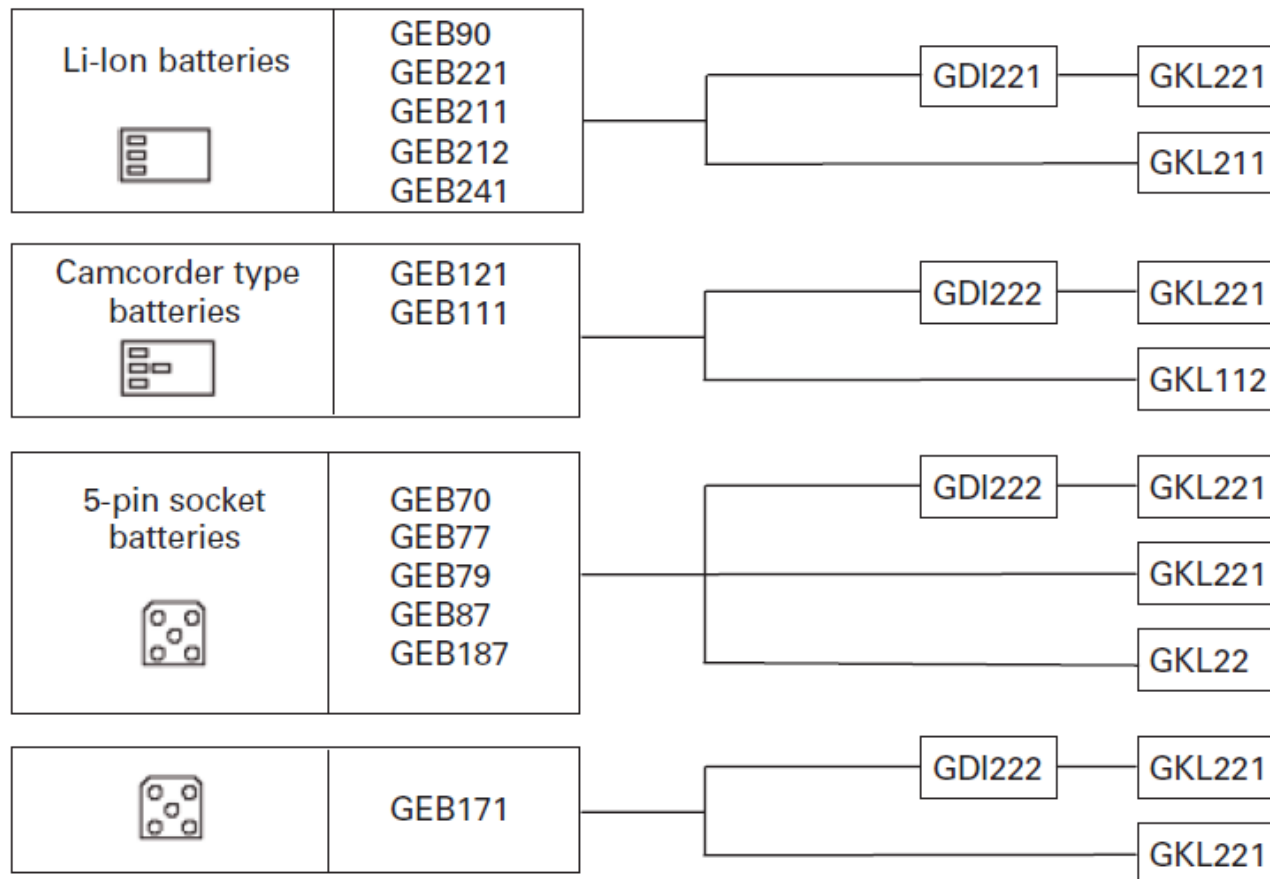 Li-Ion batteries
GEB90
GEB221
GEB211
GEB212
GEB241
GDI221
GKL221
GKL211
Camcorder type
batteries
GEB121
GEB111
GDI222
GKL221
GKL112
5-pin socket
batteries
GEB70
GEB77
GEB79
GEB87
GEB187
GDI222
GKL221
GKL221
GKL22
GEB171
GDI222
GKL221
GKL221